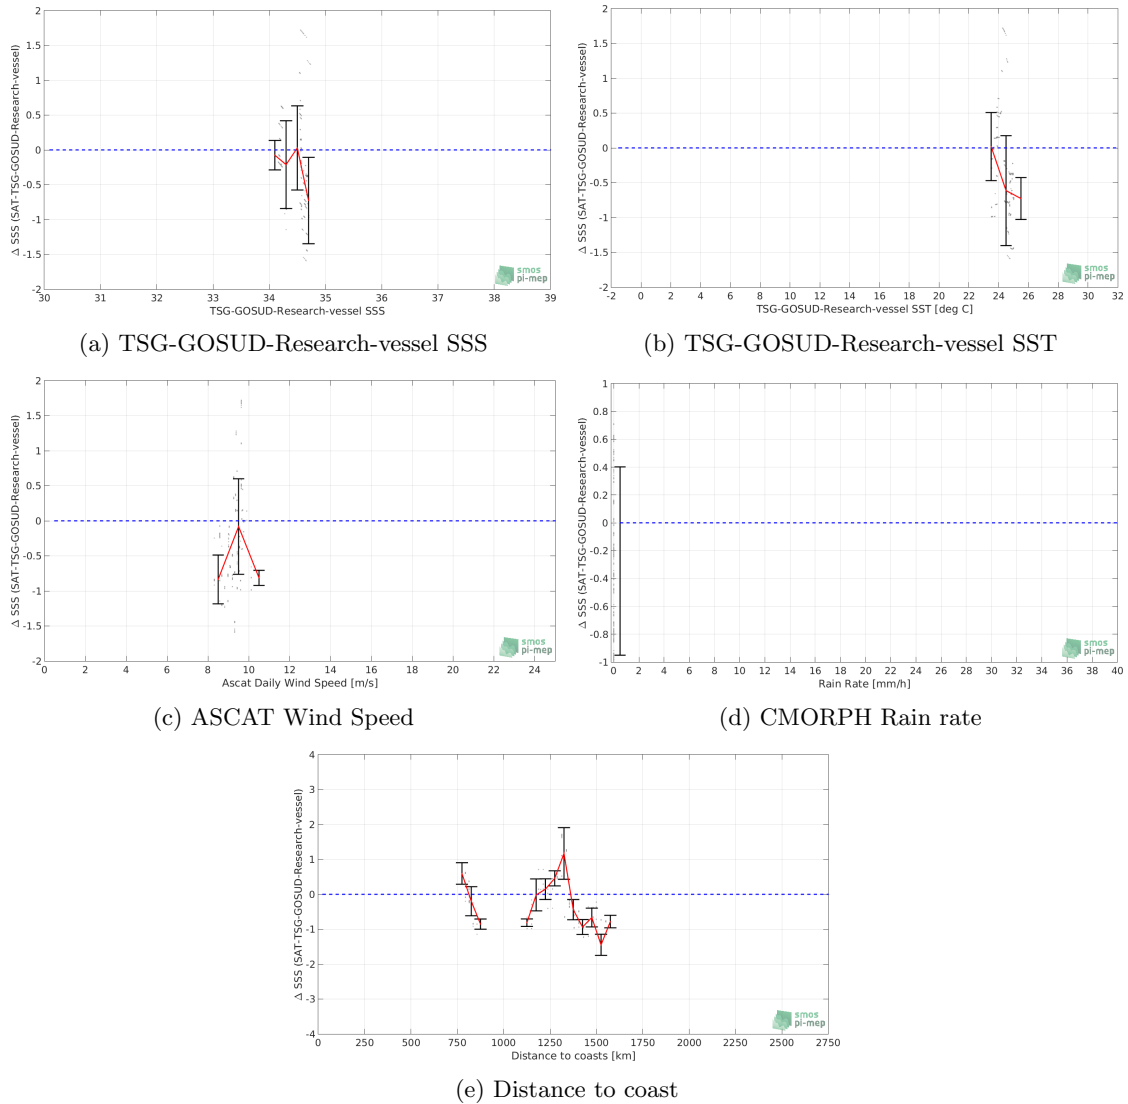 2
1.5
1
0.5
0
-0.5
-1
-1.5
-2
Δ SSS (SAT-TSG-GOSUD-Research-vessel)
30 31 32 33 34 35 36 37 38 39
TSG-GOSUD-Research-vessel SSS
smos
pi-mep
(a) TSG-GOSUD-Research-vessel SSS
2
1.5
1
0.5
0
-0.5
-1
-1.5
-2
Δ SSS (SAT-TSG-GOSUD-Research-vessel)
-2 0 2 4 6 8 10 12 14 16 18 20 22 24 26 28 30 32
TSG-GOSUD-Research-vessel SST [deg C]
smos
pi-mep
(b) TSG-GOSUD-Research-vessel SST
2
1.5
1
0.5
0
-0.5
-1
-1.5
-2
Δ SSS (SAT-TSG-GOSUD-Research-vessel)
0 2 4 6 8 10 12 14 16 18 20 22 24
Ascat Daily Wind Speed [m/s]
smos
pi-mep
(c) ASCAT Wind Speed
1
0.8
0.6
0.4
0.2
0
-0.2
-0.4
-0.6
-0.8
-1
Δ SSS (SAT-TSG-GOSUD-Research-vessel)
0 2 4 6 8 10 12 14 16 18 20 22 24 26 28 30 32 34 36 38 40
Rain Rate [mm/h]
smos
pi-mep
(d) CMORPH Rain rate
4
3
2
1
0
-1
-2
-3
-4
Δ SSS (SAT-TSG-GOSUD-Research-vessel)
0 250 500 750 1000 1250 1500 1750 2000 2250 2500 2750
Distance to coasts [km]
smos
pi-mep
(e) Distance to coast